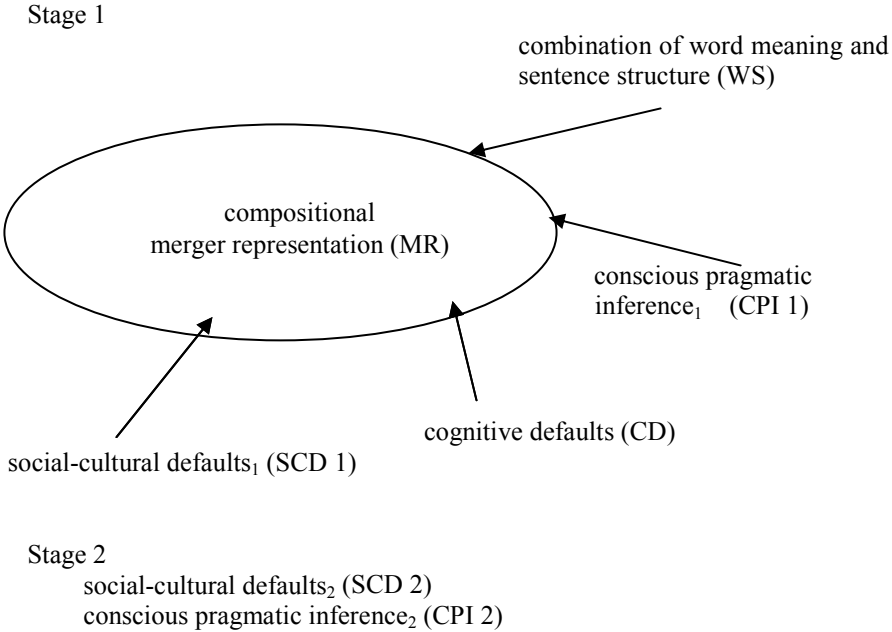 Stage 1
combination of word meaning and
sentence structure (WS)
compositional
merger representation (MR)
conscious pragmatic
inference₁ (CPI 1)
cognitive defaults (CD)
social-cultural defaults₁ (SCD 1)
Stage 2
social-cultural defaults₂ (SCD 2)
conscious pragmatic inference₂ (CPI 2)